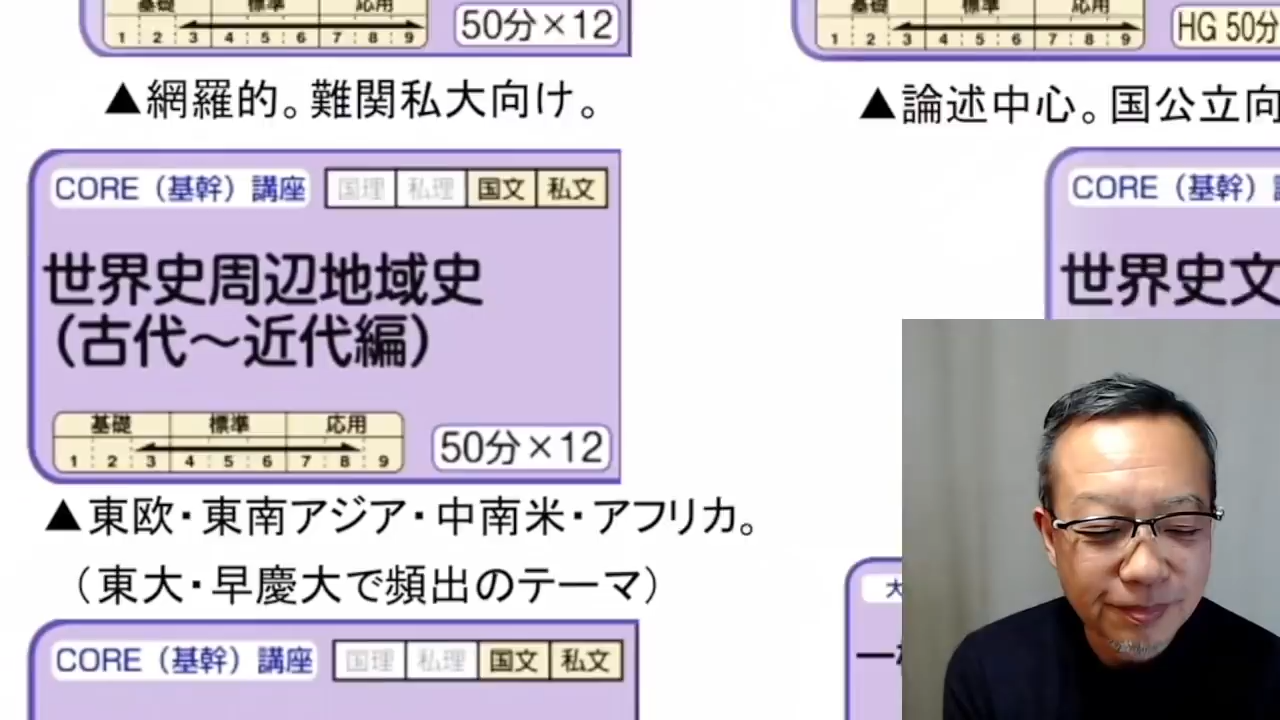 基礎 標準 応用
1 2 3 4 5 6 7 8 9
50分×12
基礎 標準 応用
1 2 3 4 5 6 7 8 9
HG 50分
▲網羅的。難関私大向け。
▲論述中心。国公立向
CORE（基幹）講座 国理 私理 国文 私文
世界史周辺地域史
（古代～近代編）
基礎 標準 応用
1 2 3 4 5 6 7 8 9
50分×12
CORE（基幹）
世界史文
▲東欧・東南アジア・中南米・アフリカ。
（東大・早慶大で頻出のテーマ）
大
CORE（基幹）講座 国理 私理 国文 私文